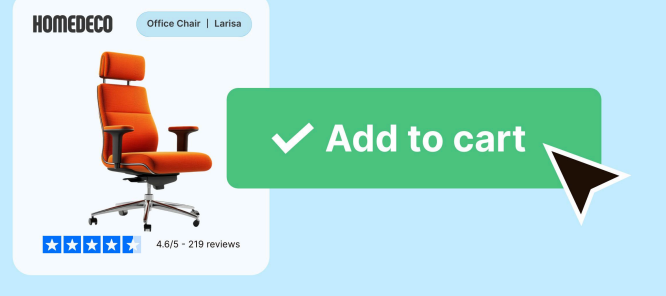 HOMEDECO
Office Chair | Larisa
Add to cart
4.6/5 - 219 reviews